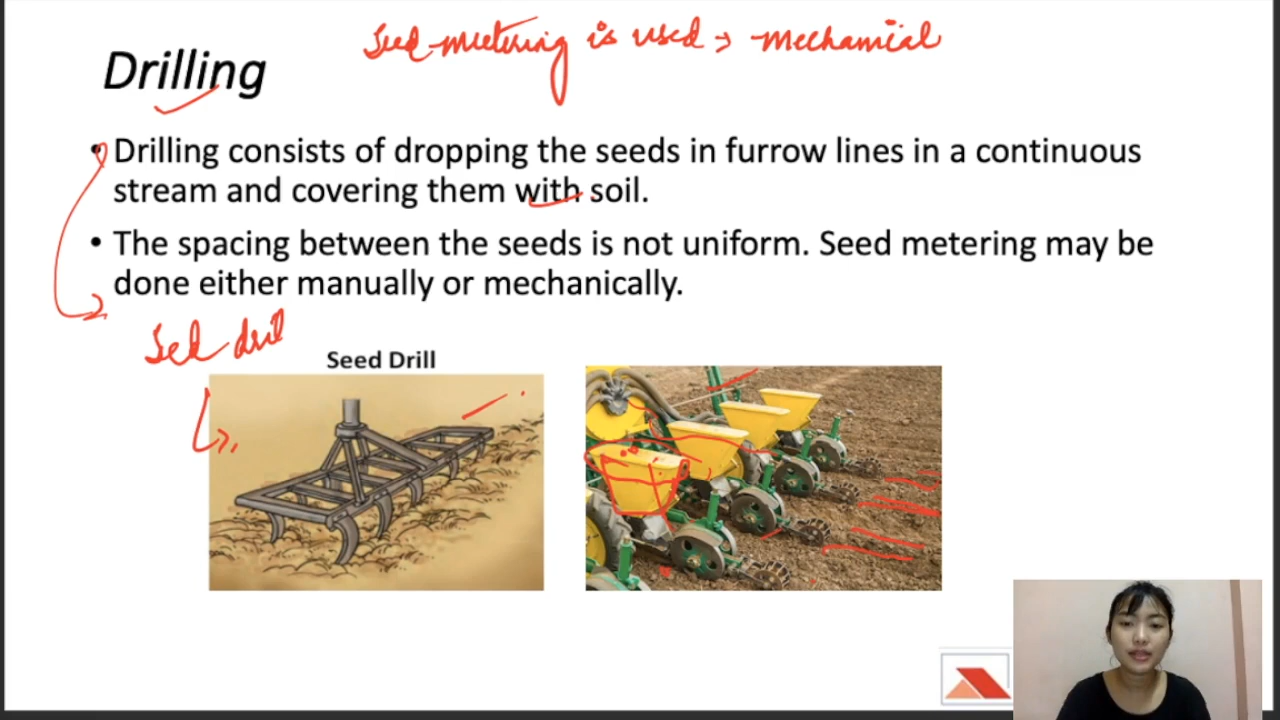 Seed metering is used → mechanical
Drilling
• Drilling consists of dropping the seeds in furrow lines in a continuous
stream and covering them with soil.
• The spacing between the seeds is not uniform. Seed metering may be
done either manually or mechanically.
Seed drill
Seed Drill